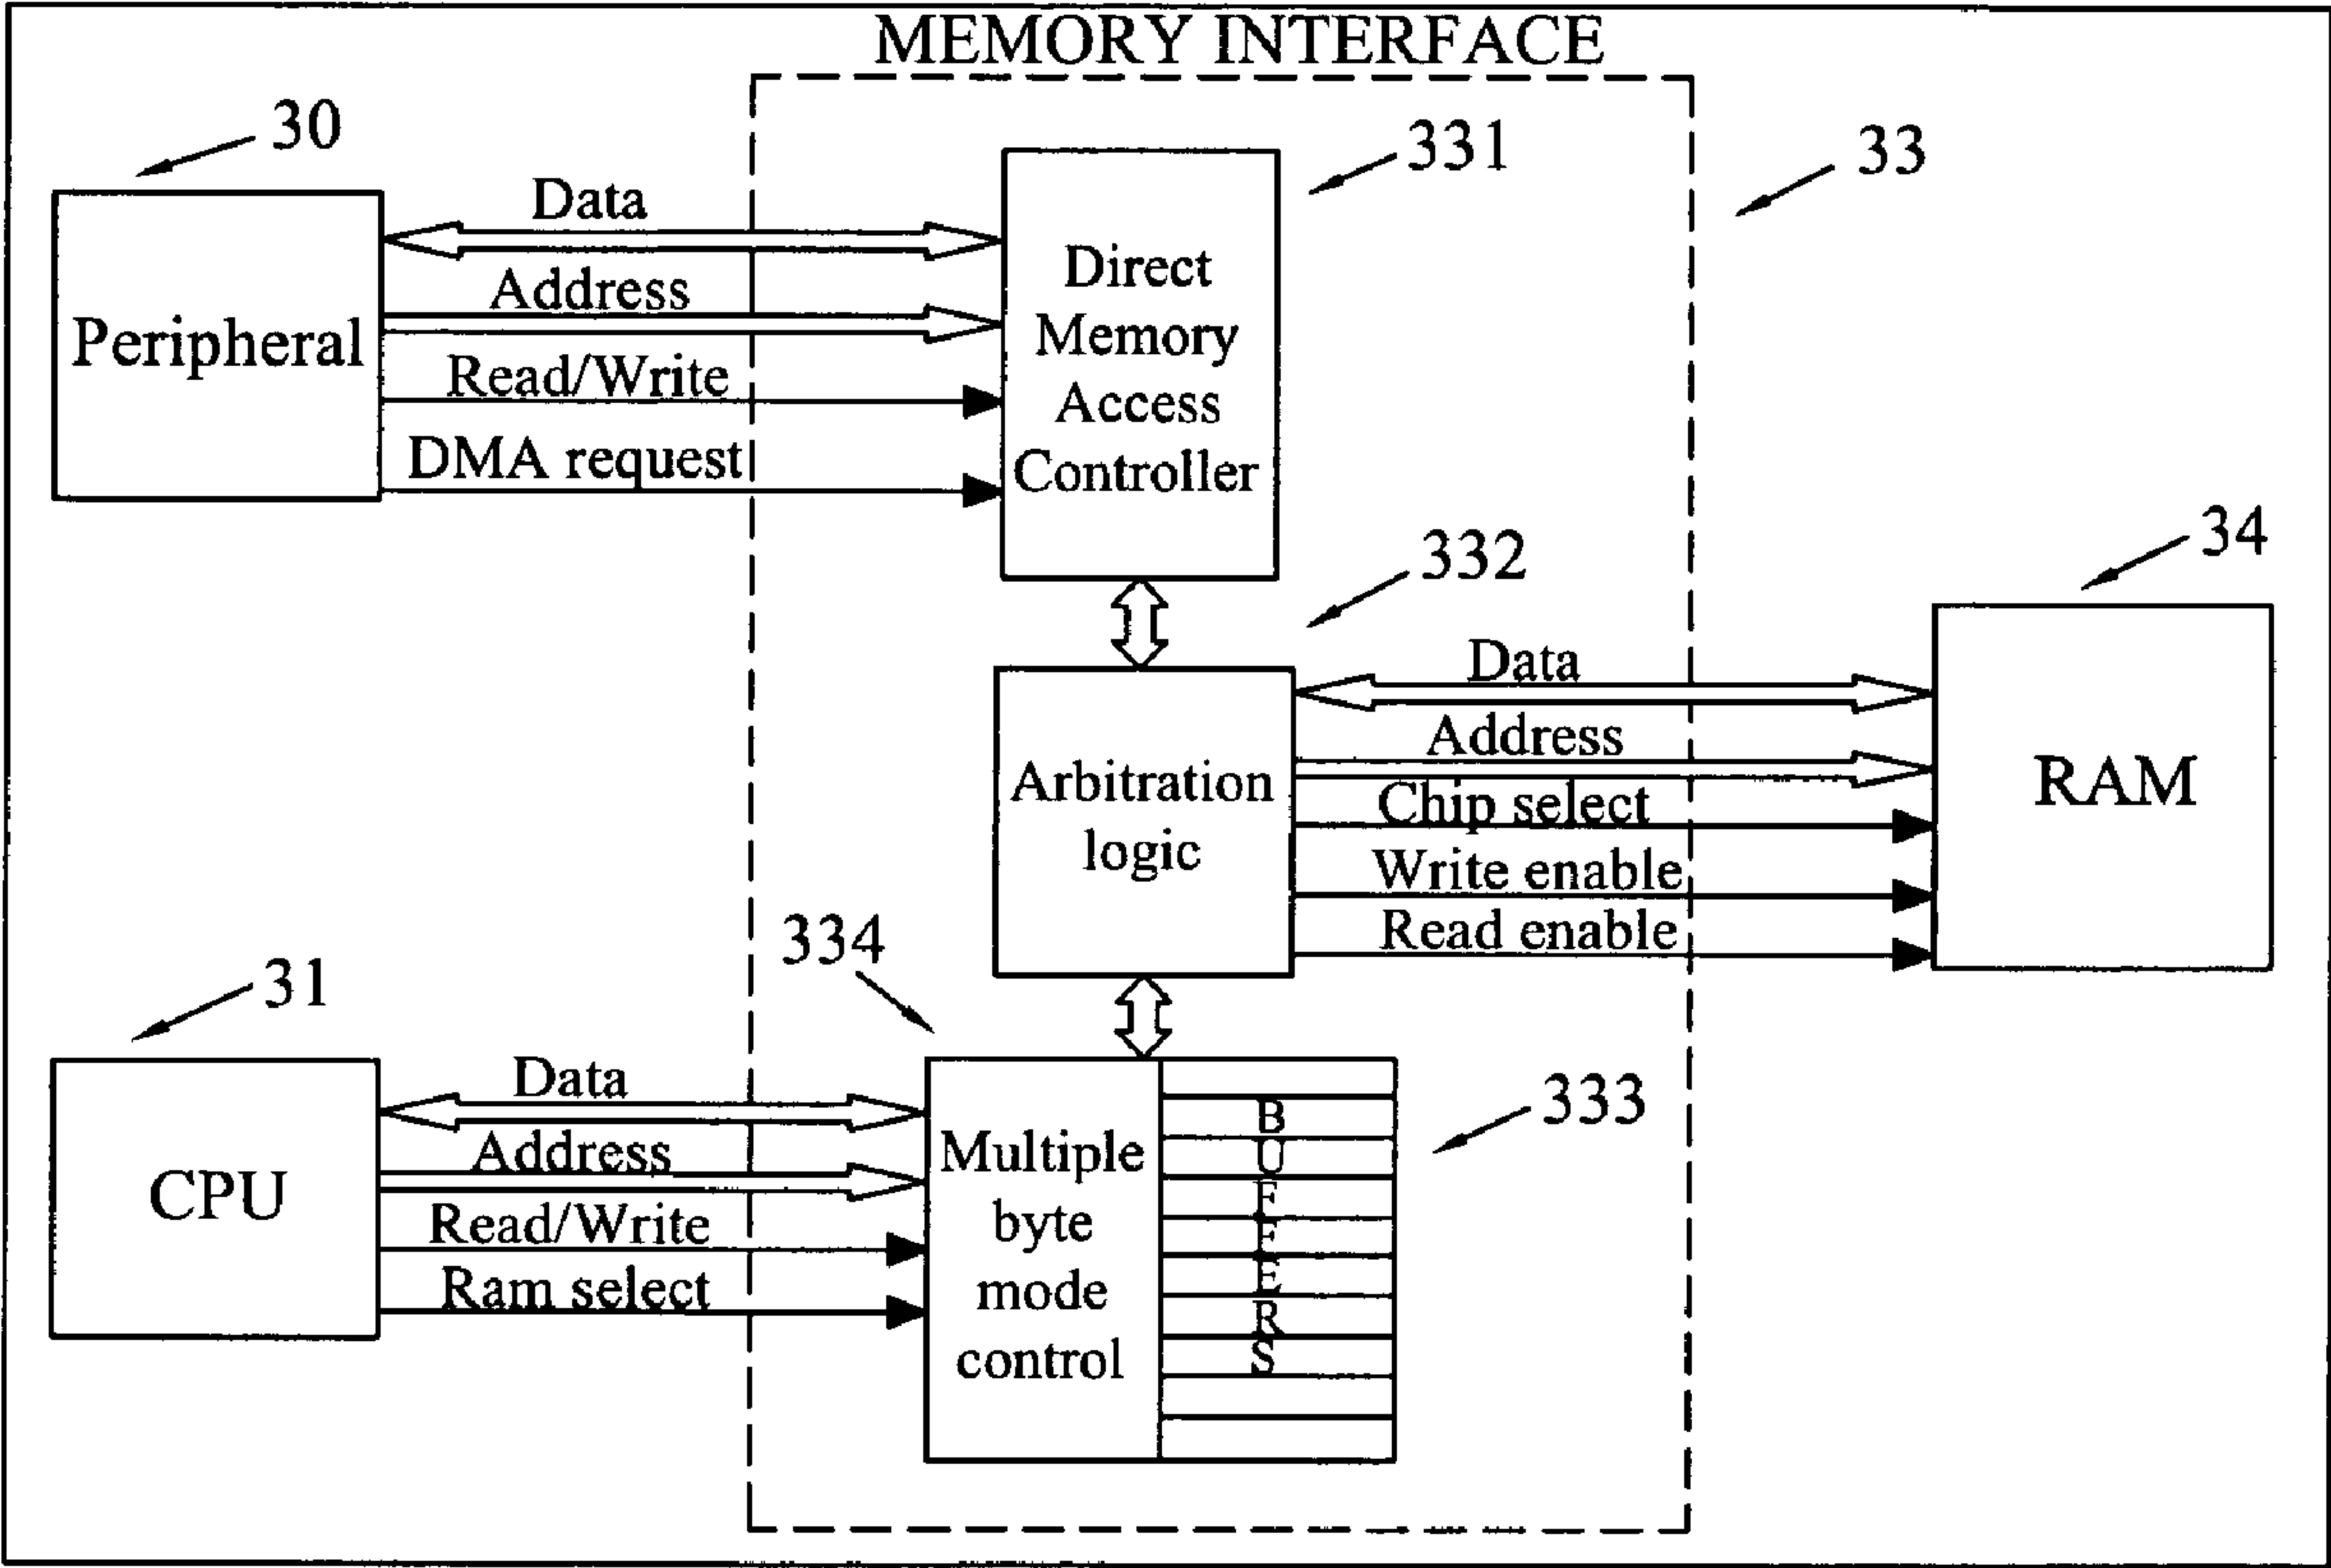 MEMORY INTERFACE
30
331
33
Peripheral
Data
Address
Read/Write
DMA request
Direct
Memory
Access
Controller
332
34
Arbitration
logic
Data
Address
Chip select
Write enable
Read enable
RAM
334
31
CPU
Data
Address
Read/Write
Ram select
Multiple
byte
mode
control
B
U
F
F
E
R
S
333